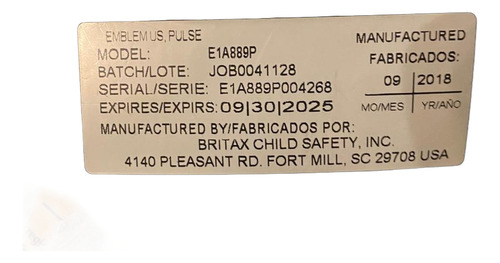 EMBLEM US, PULSE
MODEL: E1A889P
BATCH/LOTE: JOB0041128
SERIAL/SERIE: E1A889P004268
EXPIRES/EXPIRS: 09|30|2025
MANUFACTURED BY/FABRICADOS POR:
BRITAX CHILD SAFETY, INC.
4140 PLEASANT RD. FORT MILL, SC 29708 USA
MANUFACTURED
FABRICADOS:
09 2018
MO/MES YR/AÑO